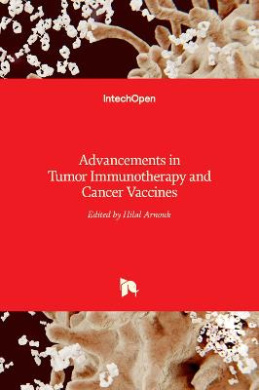 IntechOpen
Advancements in
Tumor Immunotherapy and
Cancer Vaccines
Edited by Hilal Arnouk